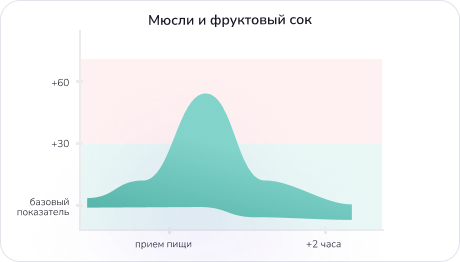 Мюсли и фруктовый сок
+60
+30
базовый
показатель
прием пищи
+2 часа